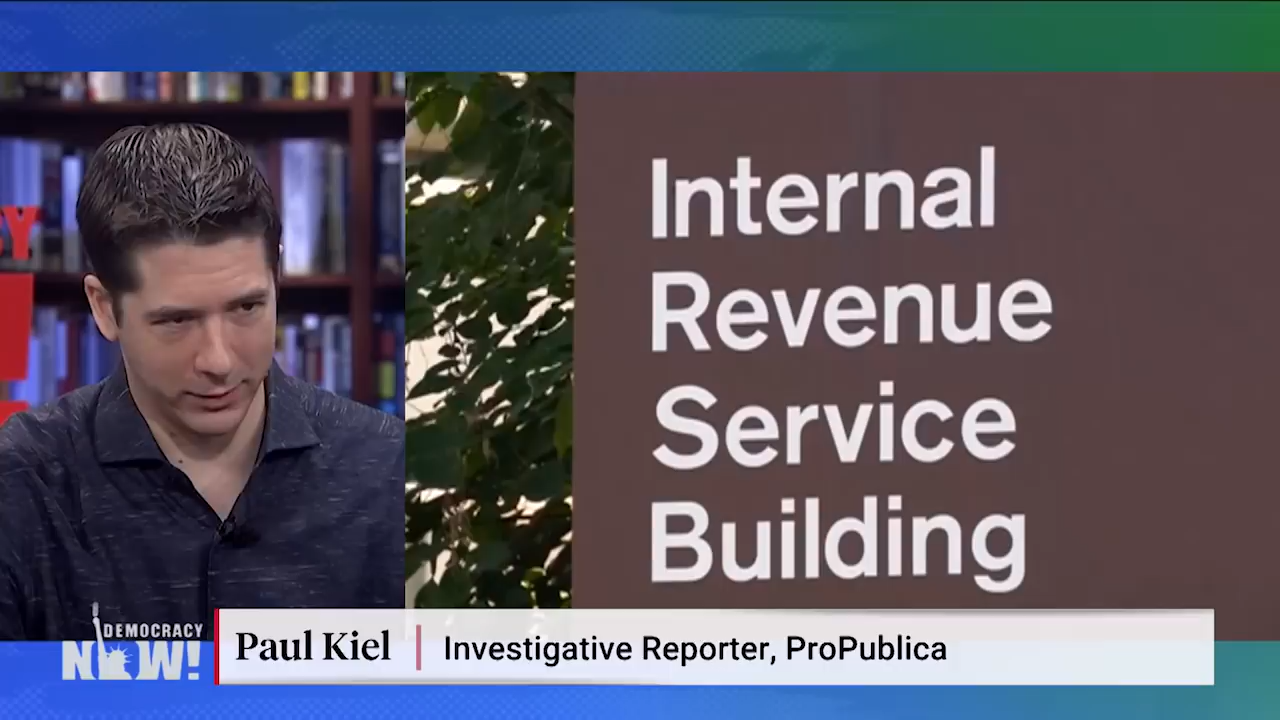 Internal
Revenue
Service
Building
DEMOCRACY
NOW!
Paul Kiel
Investigative Reporter, ProPublica